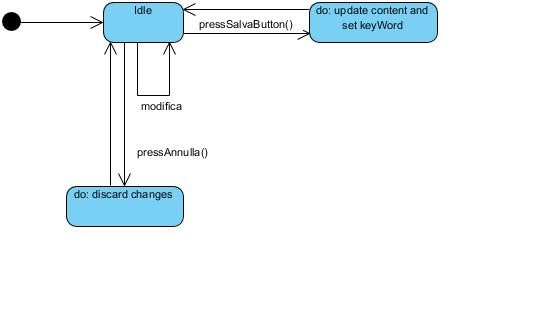 Idle
do: update content and
set keyWord
pressSalvaButton()
modifica
pressAnnulla()
do: discard changes